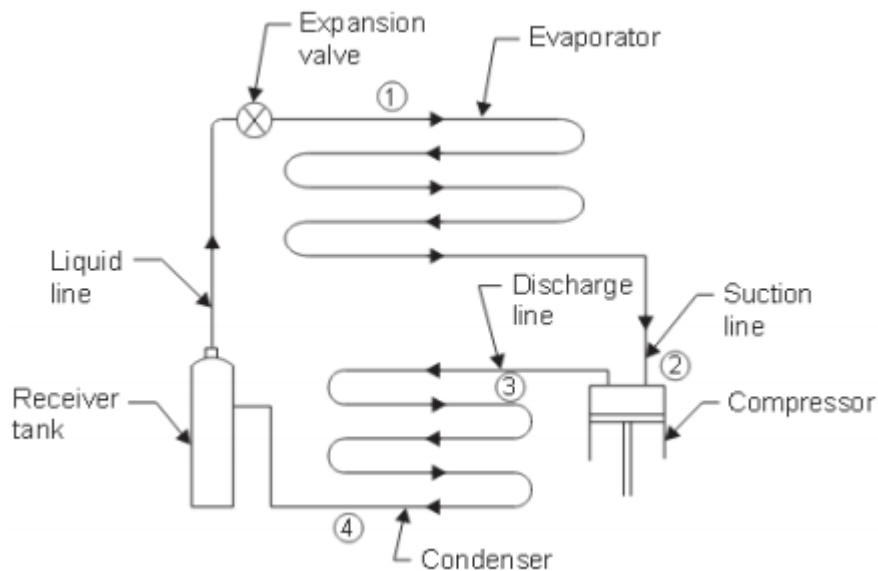 Expansion
valve
Evaporator
①
Liquid
line
Discharge
line
Suction
line
②
③
Receiver
tank
Compressor
④
Condenser